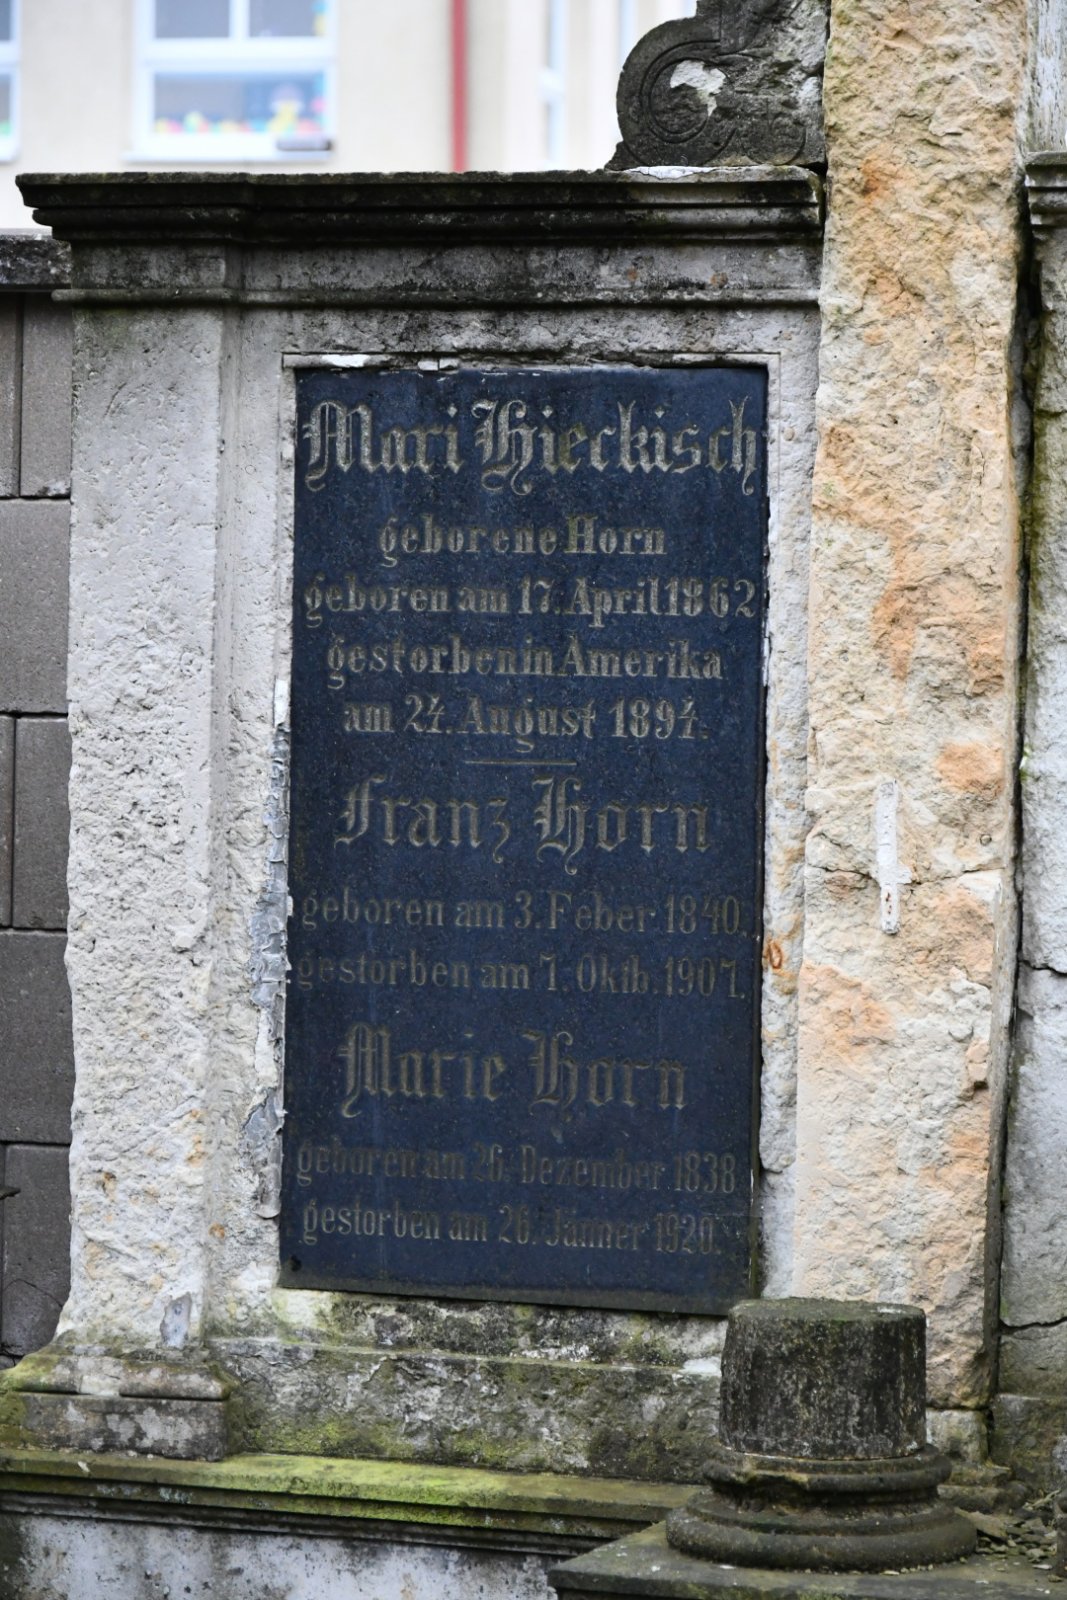 Mari Hieckisch
geborene Horn
geboren am 17. April 1862
gestorben in Amerika
am 24. August 1894.
Franz Horn
geboren am 3. Feber 1840.
gestorben am 7. Oktb. 1907.
Marie Horn
geboren am 26. Dezember 1838
gestorben am 26. Jänner 1920.